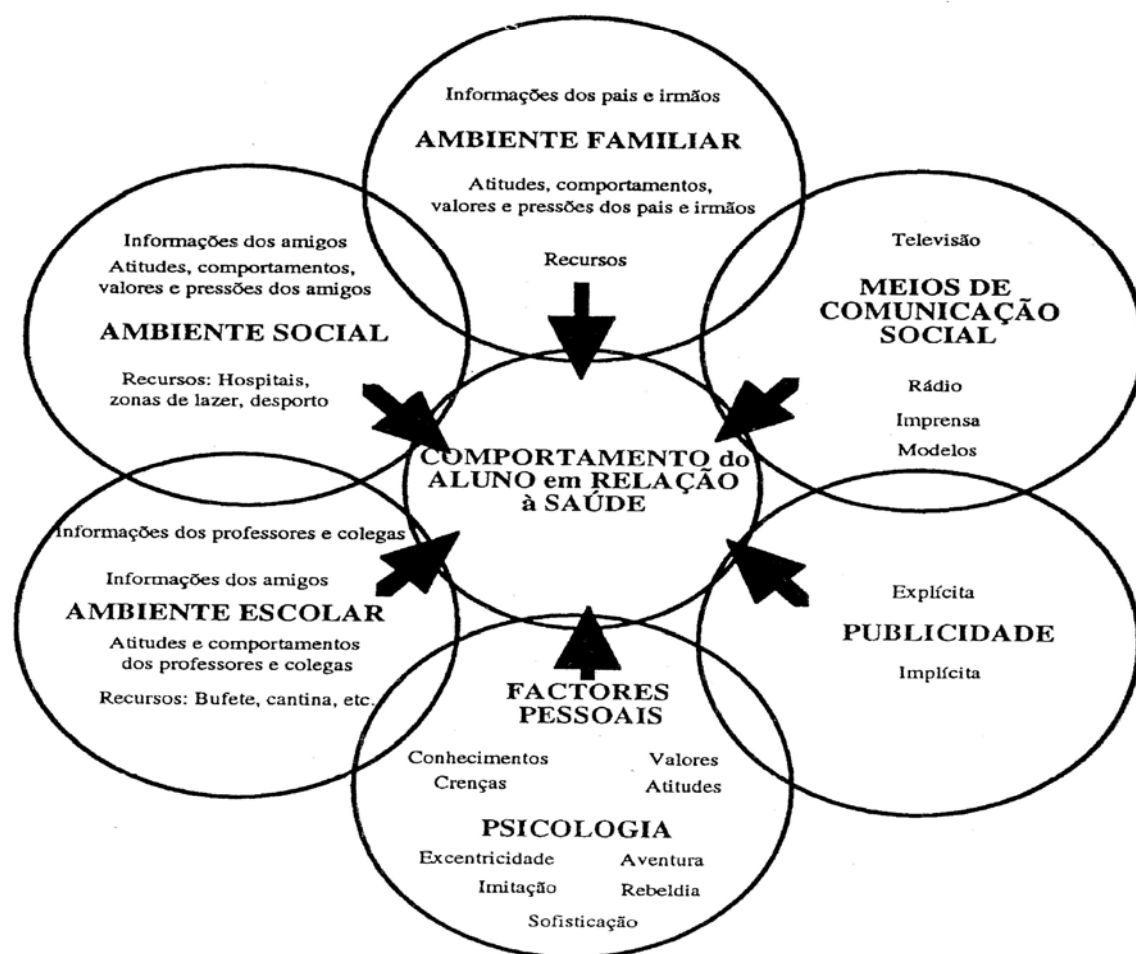 Informações dos pais e irmãos
AMBIENTE FAMILIAR
Atitudes, comportamentos,
valores e pressões dos pais e irmãos
Recursos
Informações dos amigos
Atitudes, comportamentos,
valores e pressões dos amigos
AMBIENTE SOCIAL
Recursos: Hospitais,
zonas de lazer, desporto
Televisão
MEIOS DE
COMUNICAÇÃO
SOCIAL
Rádio
Imprensa
Modelos
COMPORTAMENTO do
ALUNO em RELAÇÃO
à SAÚDE
Informações dos professores e colegas
Informações dos amigos
AMBIENTE ESCOLAR
Atitudes e comportamentos
dos professores e colegas
Recursos: Bufete, cantina, etc.
Explícita
PUBLICIDADE
Implícita
FACTORES
PESSOAIS
Conhecimentos Valores
Crenças Atitudes
PSICOLOGIA
Excentricidade Aventura
Imitação Rebeldia
Sofisticação